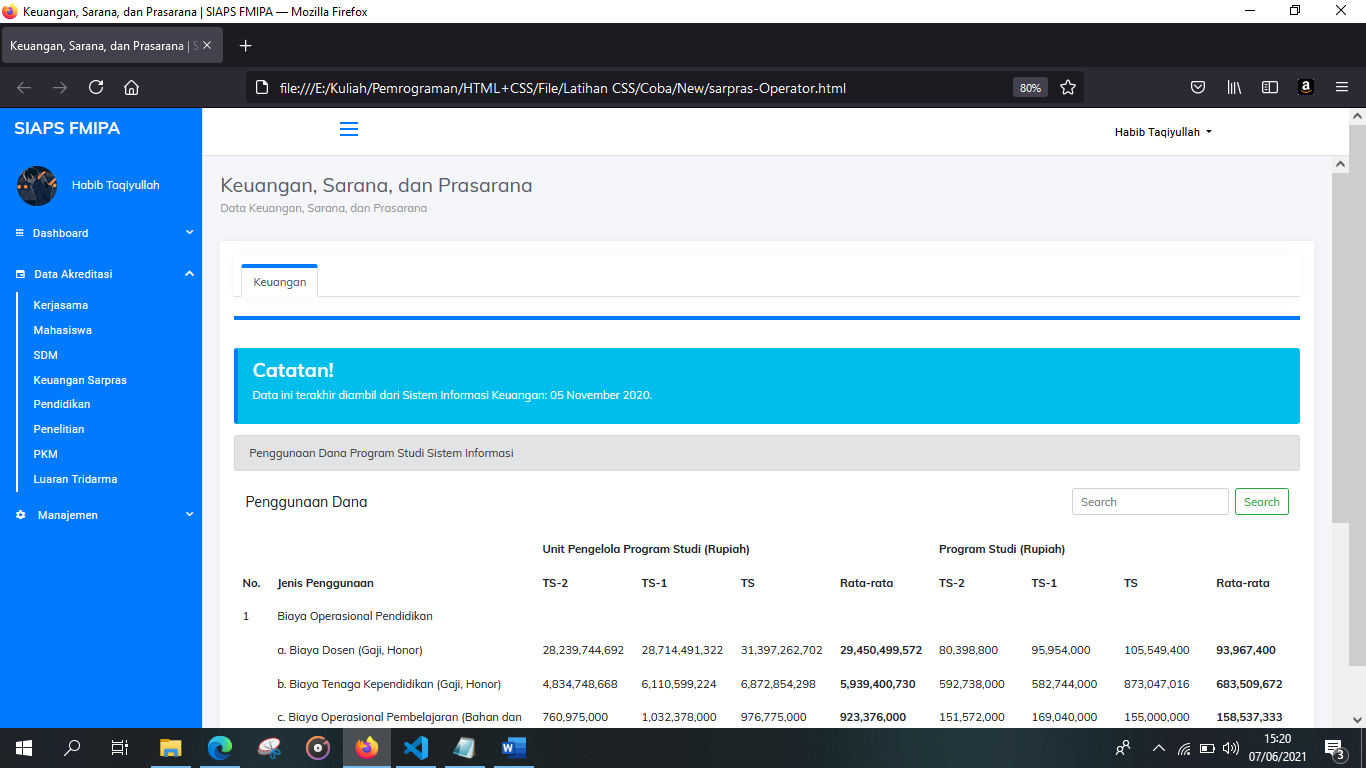 Keuangan, Sarana, dan Prasarana | SIAPS FMIPA — Mozilla Firefox
Keuangan, Sarana, dan Prasarana | S
file:///E:/Kuliah/Pemrograman/HTML+CSS/File/Latihan CSS/Coba/New/sarpras-Operator.html
80%
SIAPS FMIPA
Habib Taqiyullah
Habib Taqiyullah
Dashboard
Data Akreditasi
Kerjasama
Mahasiswa
SDM
Keuangan Sarpras
Pendidikan
Penelitian
PKM
Luaran Tridarma
Manajemen
Keuangan, Sarana, dan Prasarana
Data Keuangan, Sarana, dan Prasarana
Keuangan
Catatan!
Data ini terakhir diambil dari Sistem Informasi Keuangan: 05 November 2020.
Penggunaan Dana Program Studi Sistem Informasi
Penggunaan Dana
Search
Search
Unit Pengelola Program Studi (Rupiah) Program Studi (Rupiah)
No. Jenis Penggunaan TS-2 TS-1 TS Rata-rata TS-2 TS-1 TS Rata-rata
1 Biaya Operasional Pendidikan
a. Biaya Dosen (Gaji, Honor) 28,239,744,692 28,714,491,322 31,397,262,702 29,450,499,572 80,398,800 95,954,000 105,549,400 93,967,400
b. Biaya Tenaga Kependidikan (Gaji, Honor) 4,834,748,668 6,110,599,224 6,872,854,298 5,939,400,730 592,738,000 582,744,000 873,047,016 683,509,672
c. Biaya Operasional Pembelajaran (Bahan dan 760,975,000 1,032,378,000 976,775,000 923,376,000 151,572,000 169,040,000 155,000,000 158,537,333
15:20
07/06/2021
3